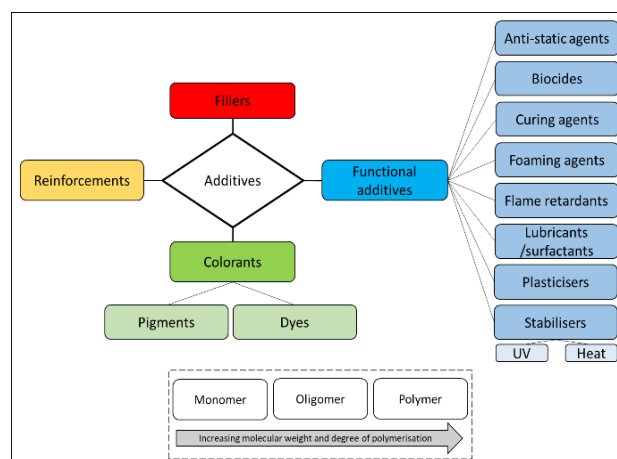 Anti-static agents
Fillers
Biocides
Curing agents
Reinforcements
Additives
Functional
additives
Foaming agents
Flame retardants
Lubricants
/surfactants
Colorants
Plasticisers
Pigments
Dyes
Stabilisers
UV
Heat
Monomer
Oligomer
Polymer
Increasing molecular weight and degree of polymerisation